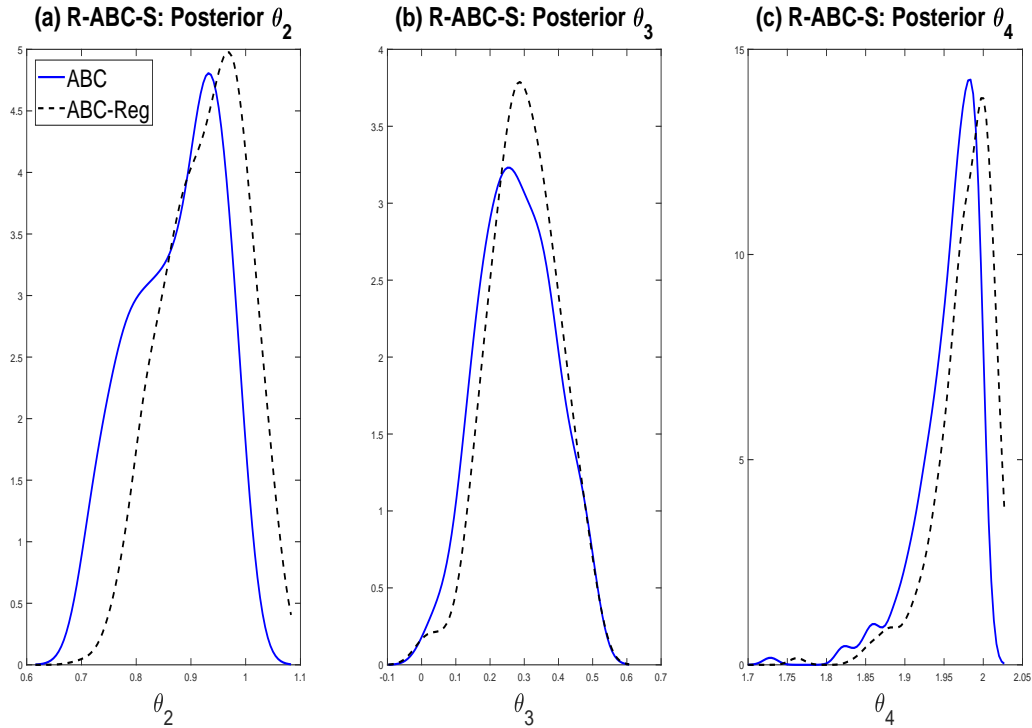 (a) R-ABC-S: Posterior θ2
(b) R-ABC-S: Posterior θ3
(c) R-ABC-S: Posterior θ4
ABC
ABC-Reg
5
4.5
4
3.5
3
2.5
2
1.5
1
0.5
0
0.6 0.7 0.8 0.9 1 1.1
θ2
4
3.5
3
2.5
2
1.5
1
0.5
0
-0.1 0 0.1 0.2 0.3 0.4 0.5 0.6 0.7
θ3
15
10
5
0
1.7 1.75 1.8 1.85 1.9 1.95 2 2.05
θ4